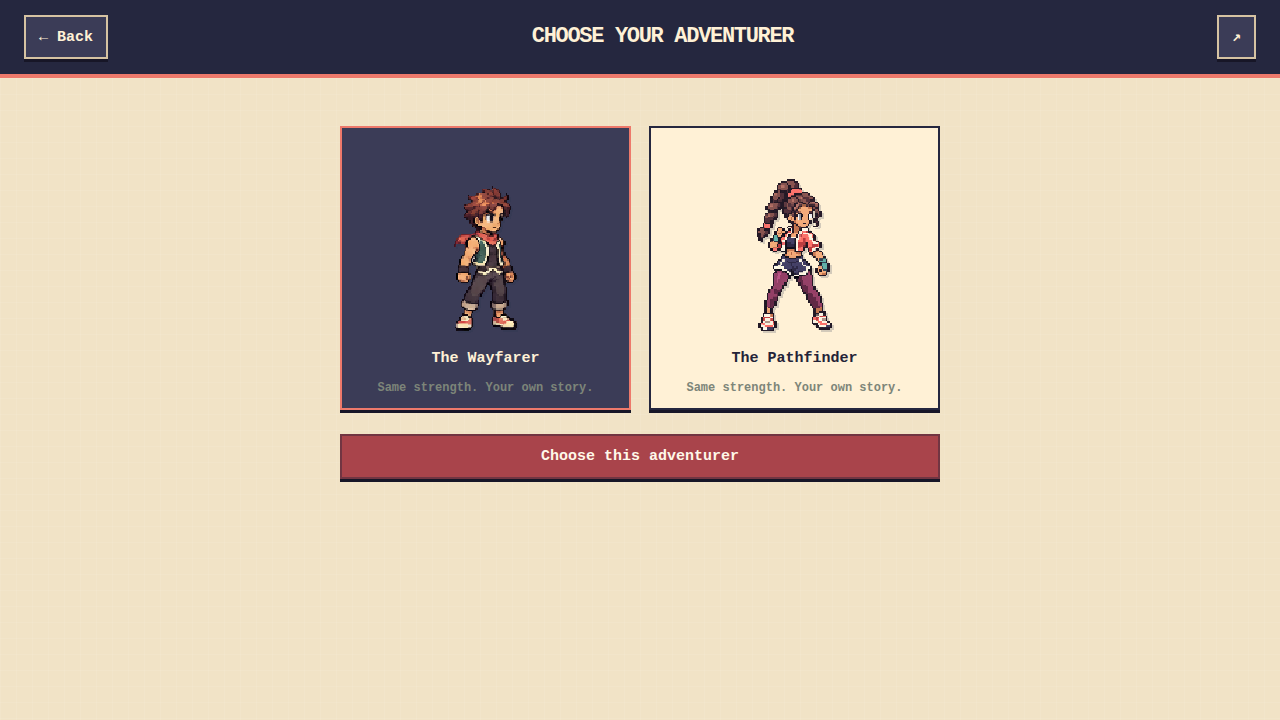 ← Back
CHOOSE YOUR ADVENTURER
↗
The Wayfarer
Same strength. Your own story.
The Pathfinder
Same strength. Your own story.
Choose this adventurer